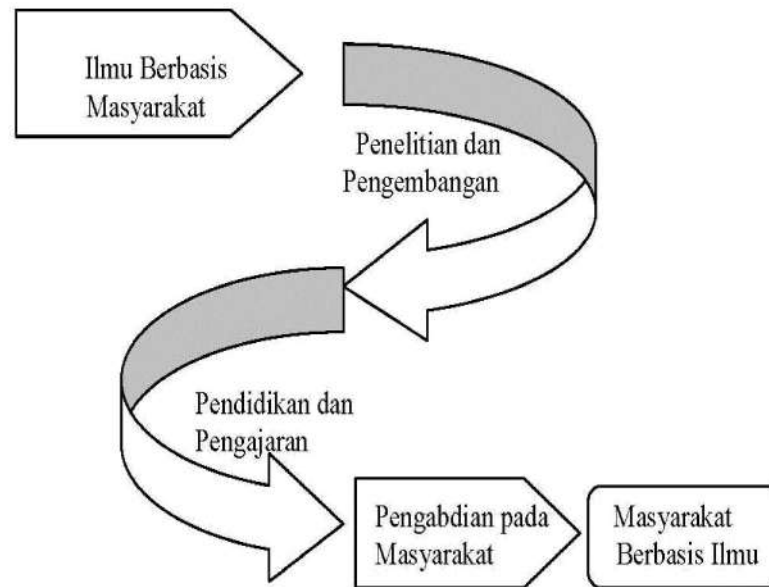 Ilmu Berbasis
Masyarakat
Penelitian dan
Pengembangan
Pendidikan dan
Pengajaran
Pengabdian pada
Masyarakat
Masyarakat
Berbasis Ilmu